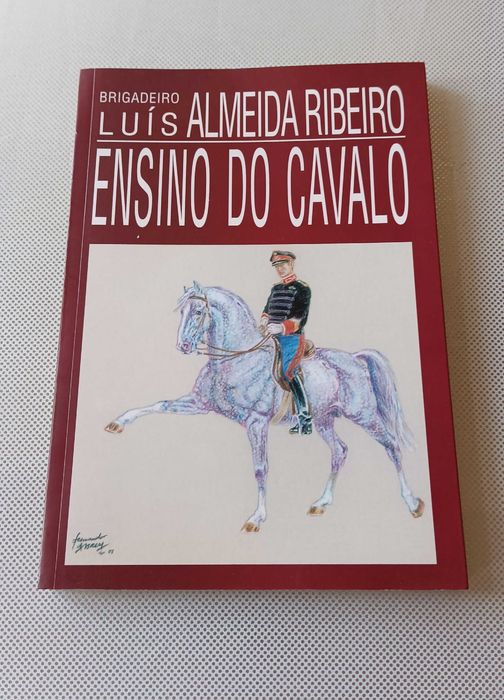 BRIGADEIRO
LUÍS ALMEIDA RIBEIRO
ENSINO DO CAVALO